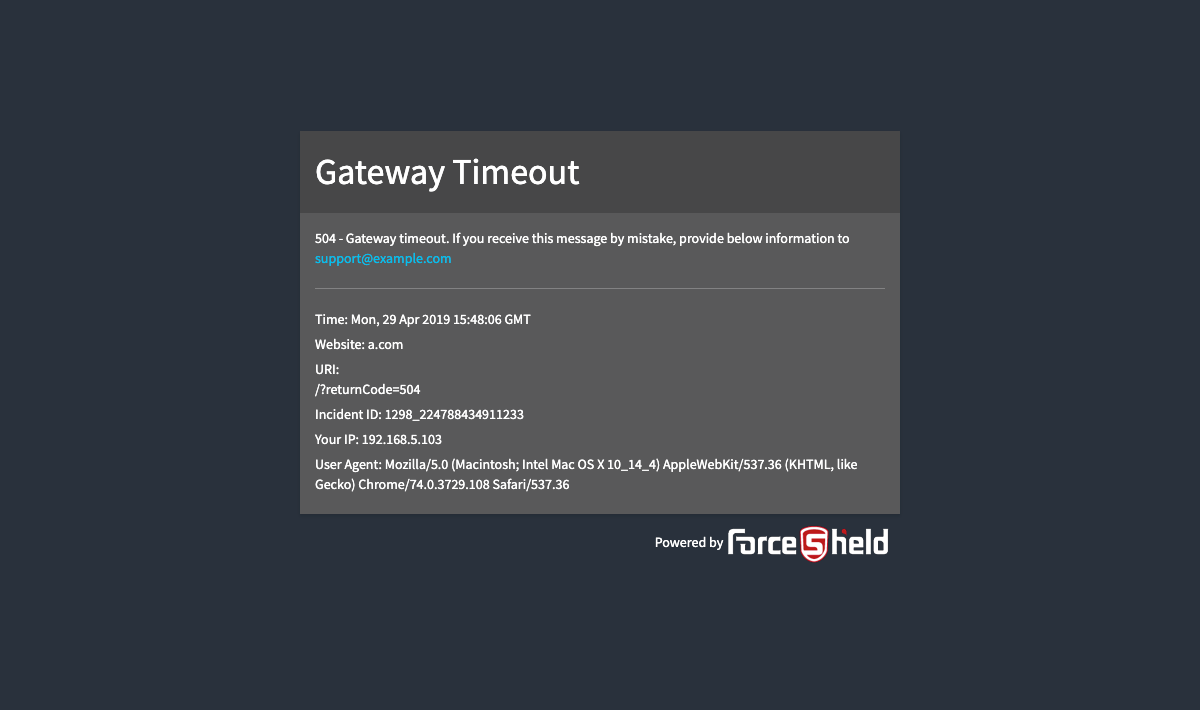 Gateway Timeout
504 - Gateway timeout. If you receive this message by mistake, provide below information to
support@example.com
Time: Mon, 29 Apr 2019 15:48:06 GMT
Website: a.com
URI:
/?returnCode=504
Incident ID: 1298_224788434911233
Your IP: 192.168.5.103
User Agent: Mozilla/5.0 (Macintosh; Intel Mac OS X 10_14_4) AppleWebKit/537.36 (KHTML, like
Gecko) Chrome/74.0.3729.108 Safari/537.36
Powered by ForceShield